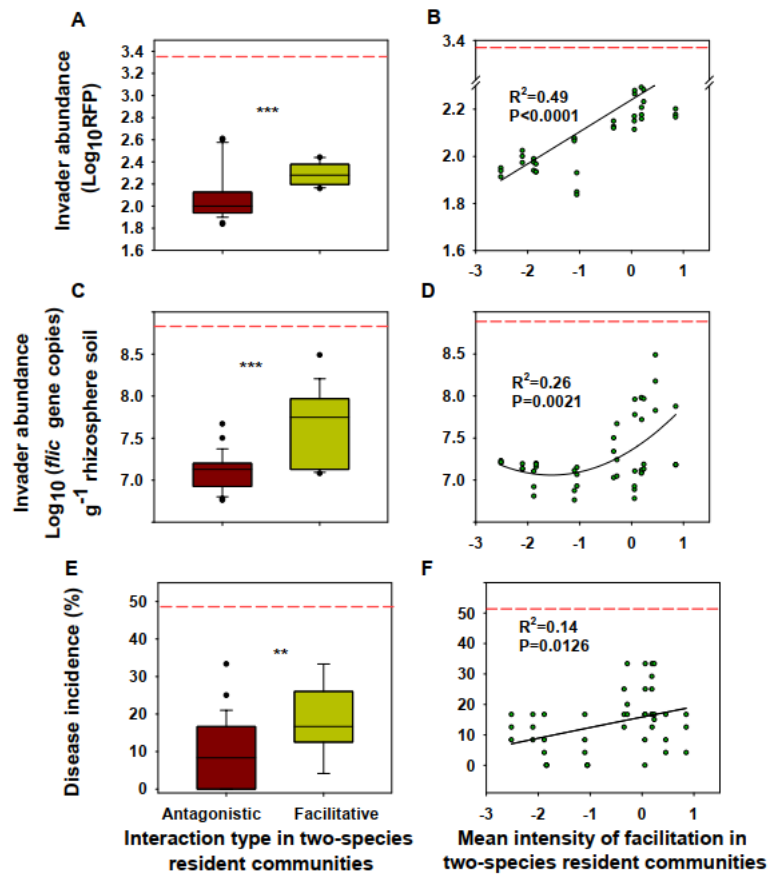 A
B
Invader abundance
(Log10RFP)
3.4
3.2
3.0
2.8
2.6
2.4
2.2
2.0
1.8
1.6
***
3.4
2.2
2.0
1.8
1.6
R2=0.49
P<0.0001
-3 -2 -1 0 1
C
D
Invader abundance
Log10 (flic gene copies)
g-1 rhizosphere soil
8.5
8.0
7.5
7.0
***
8.5
8.0
7.5
7.0
R2=0.26
P=0.0021
-3 -2 -1 0 1
E
F
Disease incidence (%)
50
40
30
20
10
0
**
50
40
30
20
10
0
R2=0.14
P=0.0126
Antagonistic Facilitative
-3 -2 -1 0 1
Interaction type in two-species
resident communities
Mean intensity of facilitation in
two-species resident communities